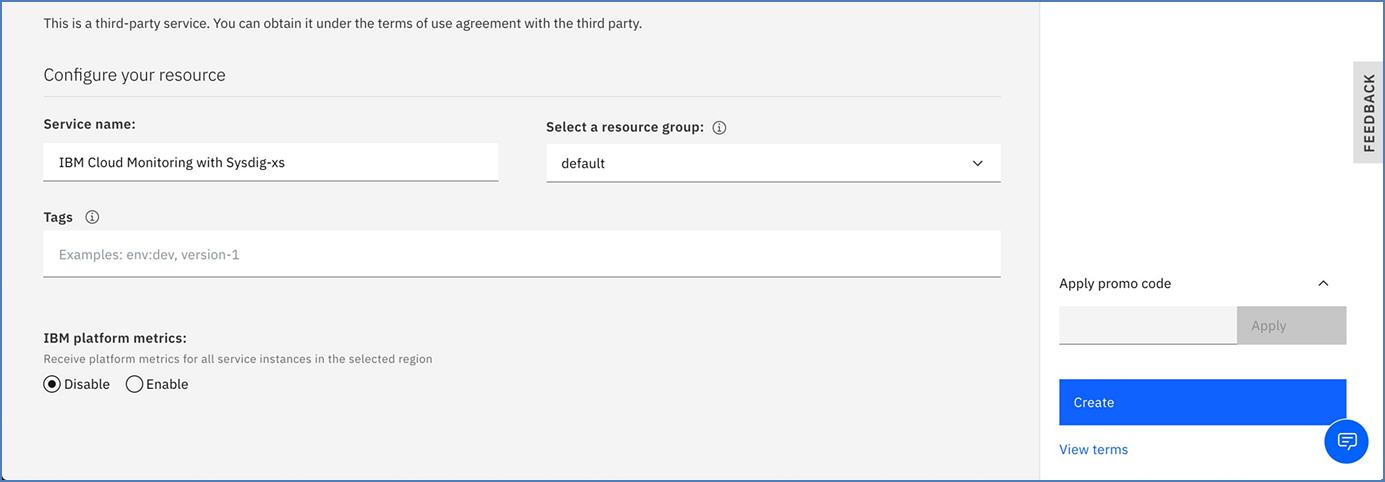 This is a third-party service. You can obtain it under the terms of use agreement with the third party.
Configure your resource
Service name:
IBM Cloud Monitoring with Sysdig-xs
Select a resource group:
default
Tags
Examples: env:dev, version-1
IBM platform metrics:
Receive platform metrics for all service instances in the selected region
Disable Enable
FEEDBACK
Apply promo code
Apply
Create
View terms